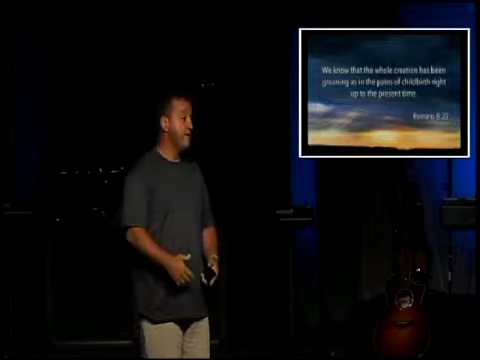 We know that the whole creation has been
groaning as in the pains of childbirth right
up to the present time.
Romans 8:22